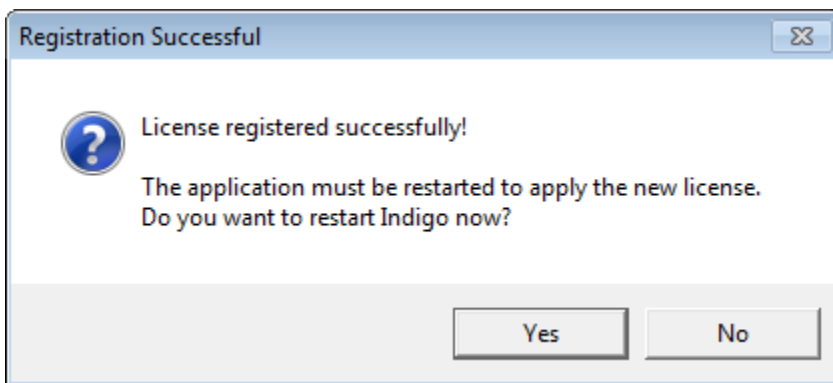 Registration Successful
License registered successfully!
The application must be restarted to apply the new license.
Do you want to restart Indigo now?
Yes
No